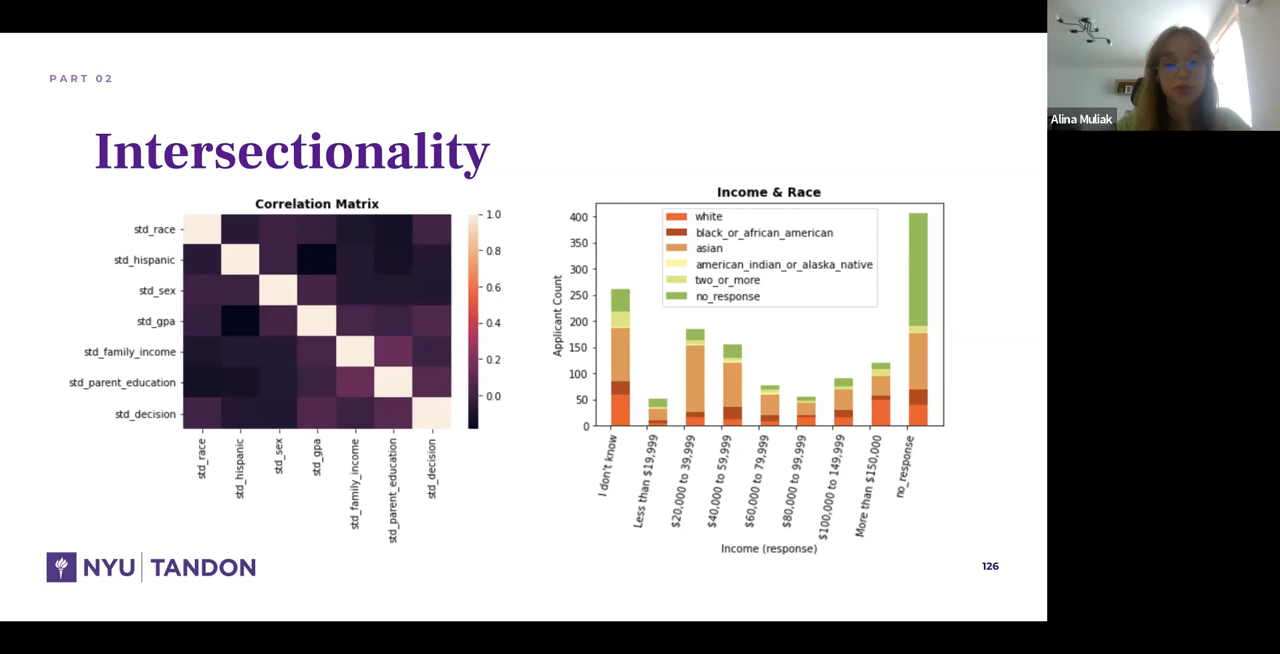 PART 02
Intersectionality
Correlation Matrix
std_race
std_hispanic
std_sex
std_gpa
std_family_income
std_parent_education
std_decision
std_race
std_hispanic
std_sex
std_gpa
std_family_income
std_parent_education
std_decision
1.0
0.8
0.6
0.4
0.2
0.0
Income & Race
Applicant Count
400
350
300
250
200
150
100
50
0
white
black_or_african_american
asian
american_indian_or_alaska_native
two_or_more
no_response
I don't know
Less than $19,999
$20,000 to 39,999
$40,000 to 59,999
$60,000 to 79,999
$80,000 to 99,999
$100,000 to 149,999
More than $150,000
no_response
Income (response)
NYU TANDON
126
Alina Muliak